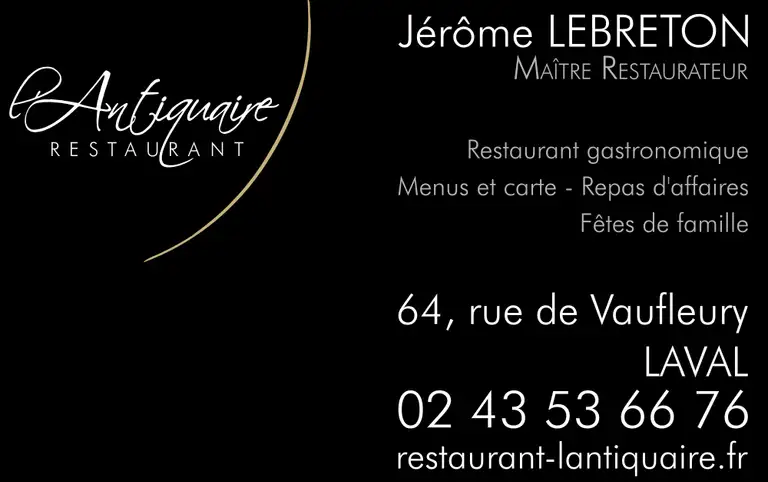 l'Antiquaire
RESTAURANT
Jérôme LEBRETON
MAÎTRE RESTAURATEUR
Restaurant gastronomique
Menus et carte - Repas d'affaires
Fêtes de famille
64, rue de Vaufleury
LAVAL
02 43 53 66 76
restaurant-lantiquaire.fr